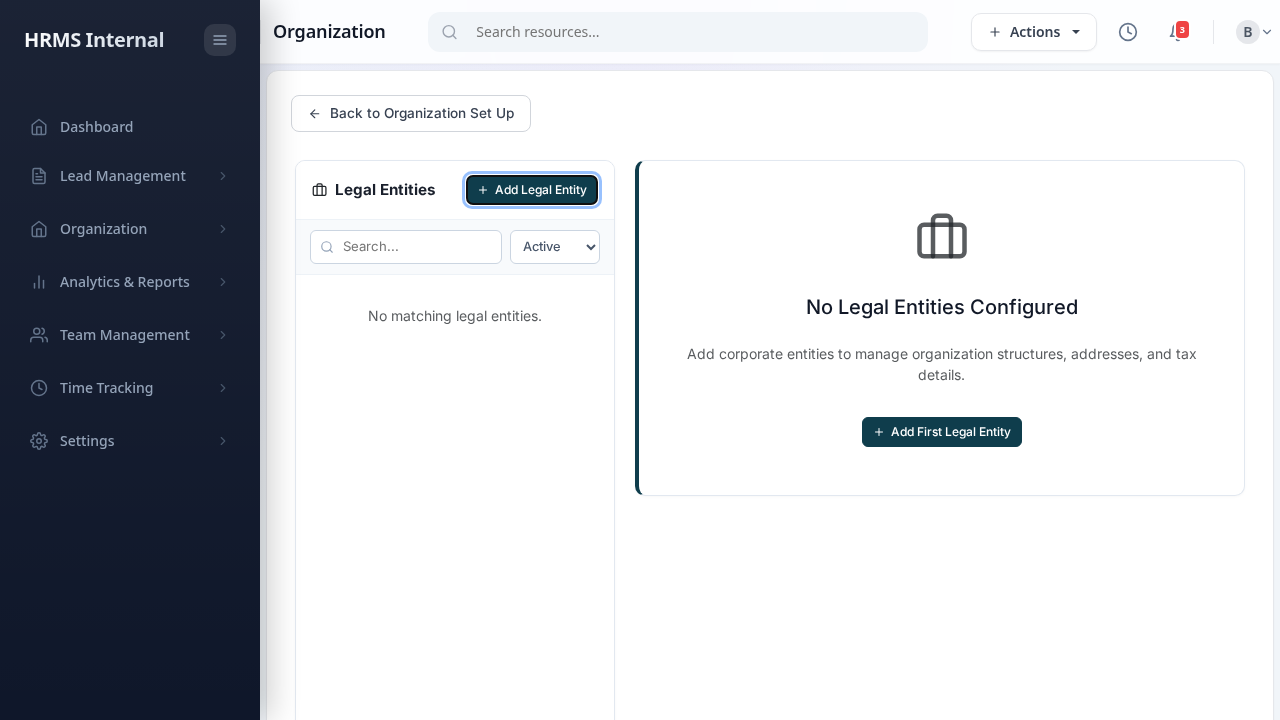 HRMS Internal
Dashboard
Lead Management
Organization
Analytics & Reports
Team Management
Time Tracking
Settings
Organization
Search resources...
Actions
3
B
Back to Organization Set Up
Legal Entities
Add Legal Entity
Search...
Active
No matching legal entities.
No Legal Entities Configured
Add corporate entities to manage organization structures, addresses, and tax
details.
Add First Legal Entity